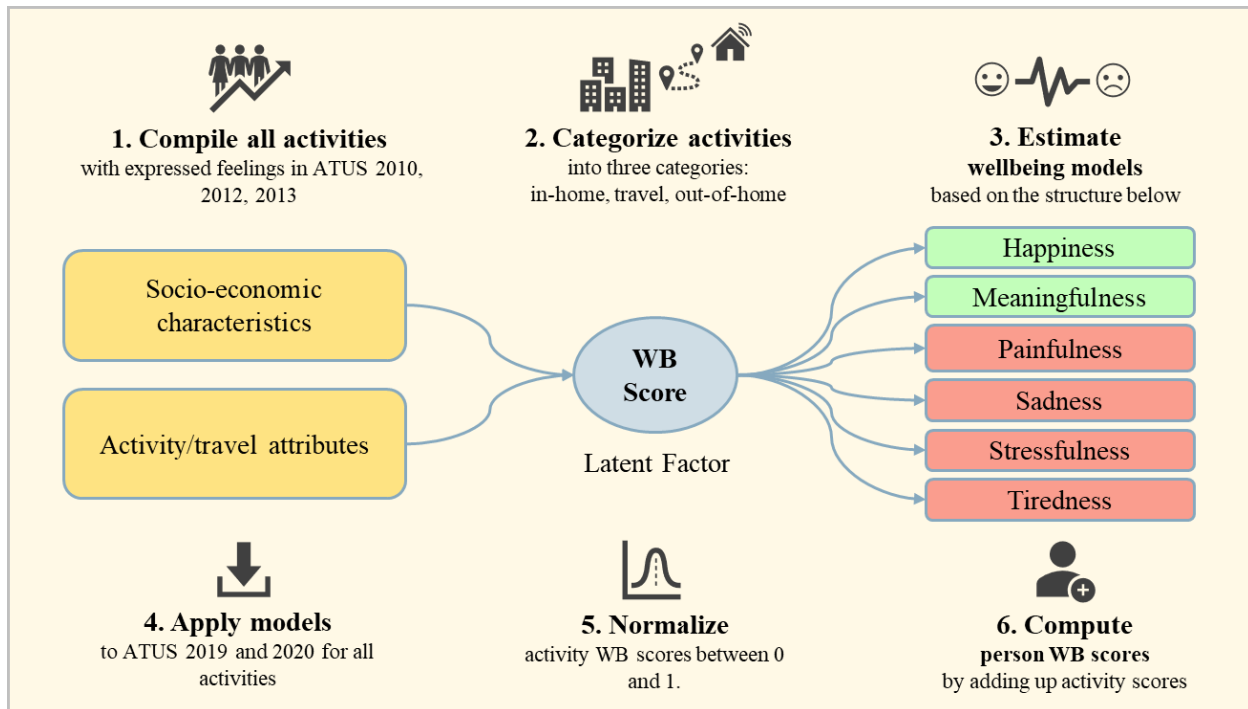 1. Compile all activities
with expressed feelings in ATUS 2010,
2012, 2013
2. Categorize activities
into three categories:
in-home, travel, out-of-home
3. Estimate
wellbeing models
based on the structure below
Socio-economic
characteristics
Activity/travel attributes
WB
Score
Latent Factor
Happiness
Meaningfulness
Painfulness
Sadness
Stressfulness
Tiredness
4. Apply models
to ATUS 2019 and 2020 for all
activities
5. Normalize
activity WB scores between 0
and 1.
6. Compute
person WB scores
by adding up activity scores